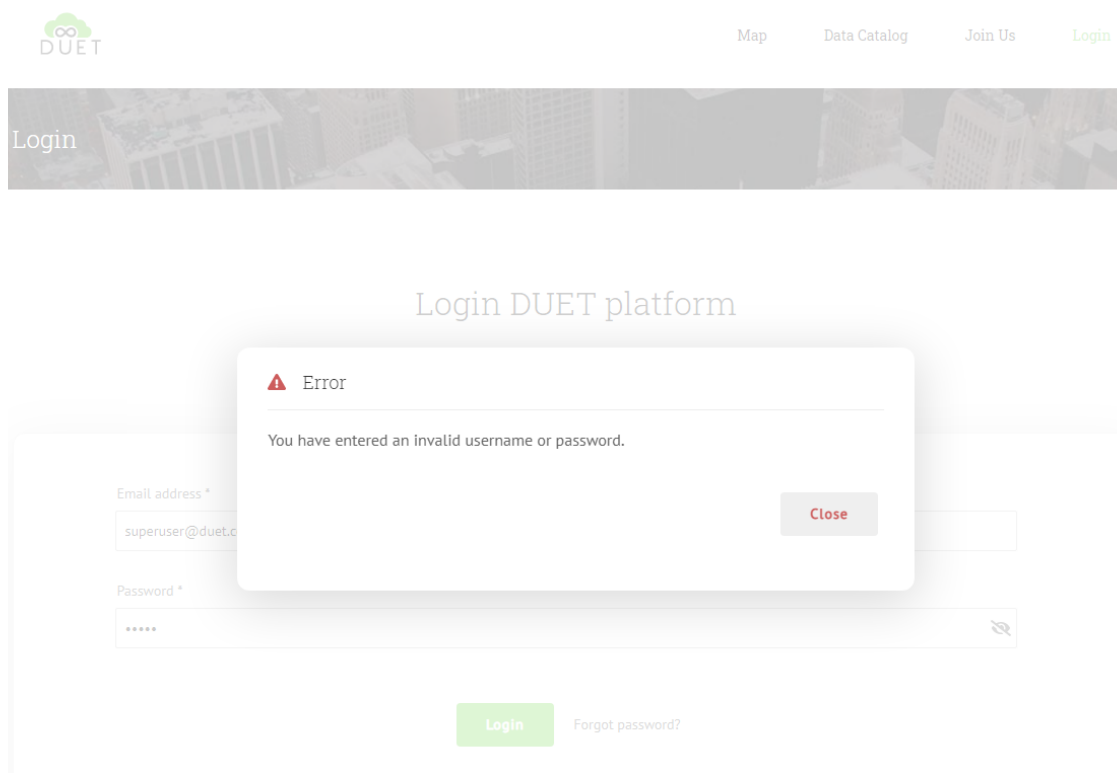 DUET
Map Data Catalog Join Us Login
Login
Login DUET platform
Error
You have entered an invalid username or password.
Close
Email address *
superuser@duet.c
Password *
•••••
Login Forgot password?